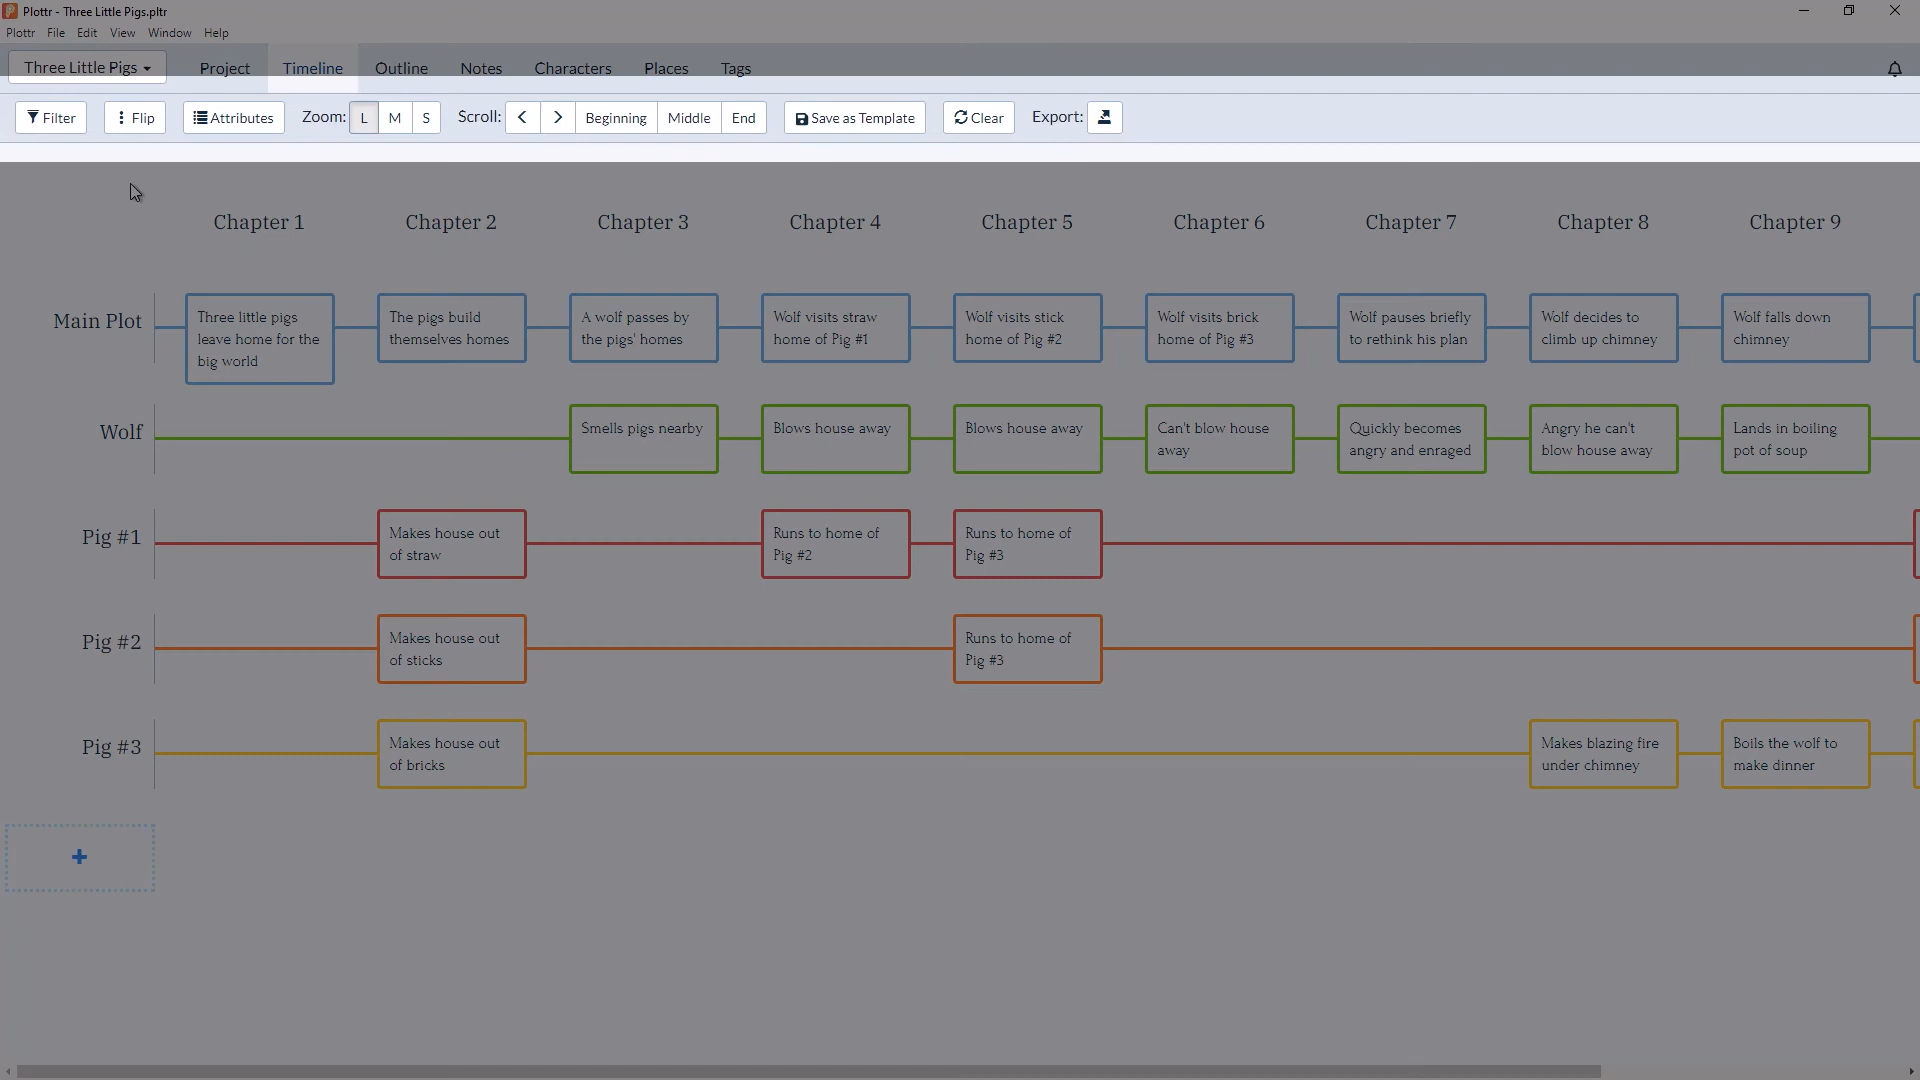 Plottr - Three Little Pigs.pltr
Plottr File Edit View Window Help
Three Little Pigs Project Timeline Outline Notes Characters Places Tags
Filter Flip Attributes Zoom: L M S Scroll: Beginning Middle End Save as Template Clear Export:
Chapter 1 Chapter 2 Chapter 3 Chapter 4 Chapter 5 Chapter 6 Chapter 7 Chapter 8 Chapter 9
Main Plot
Three little pigs
leave home for the
big world
The pigs build
themselves homes
A wolf passes by
the pigs' homes
Wolf visits straw
home of Pig #1
Wolf visits stick
home of Pig #2
Wolf visits brick
home of Pig #3
Wolf pauses briefly
to rethink his plan
Wolf decides to
climb up chimney
Wolf falls down
chimney
Wolf
Smells pigs nearby
Blows house away
Blows house away
Can't blow house
away
Quickly becomes
angry and enraged
Angry he can't
blow house away
Lands in boiling
pot of soup
Pig #1
Makes house out
of straw
Runs to home of
Pig #2
Runs to home of
Pig #3
Pig #2
Makes house out
of sticks
Runs to home of
Pig #3
Pig #3
Makes house out
of bricks
Makes blazing fire
under chimney
Boils the wolf to
make dinner